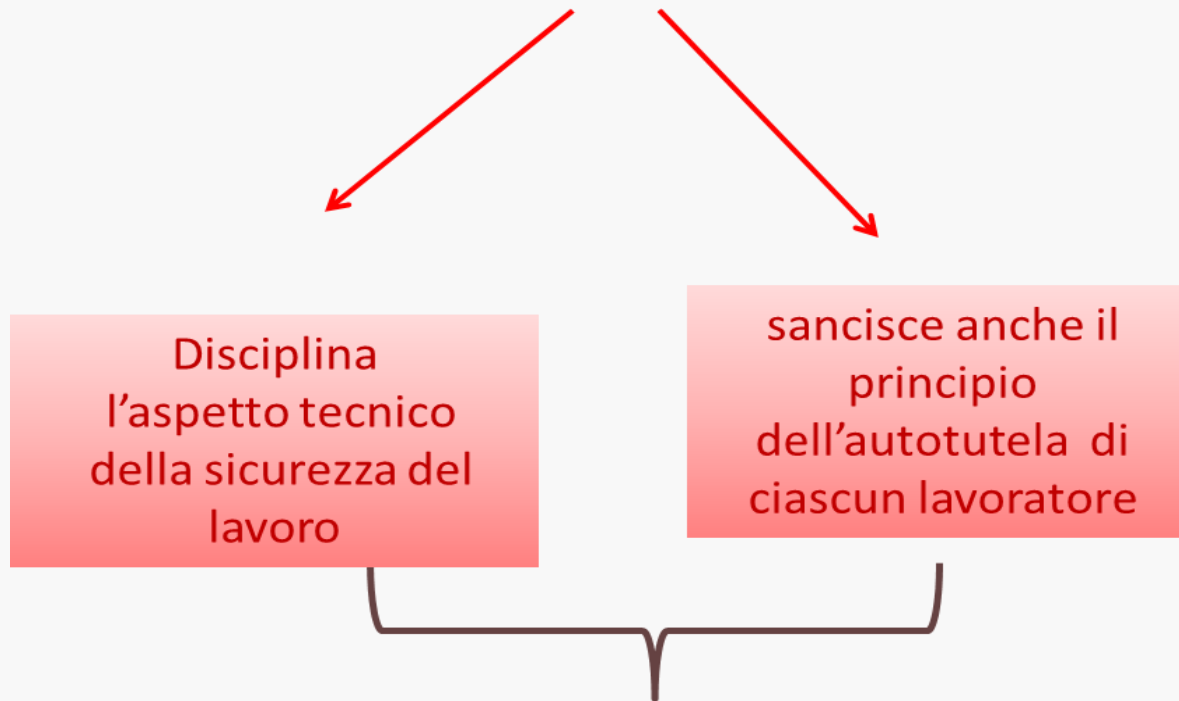 Disciplina
l’aspetto tecnico
della sicurezza del
lavoro
sancisce anche il
principio
dell’autotutela di
ciascun lavoratore